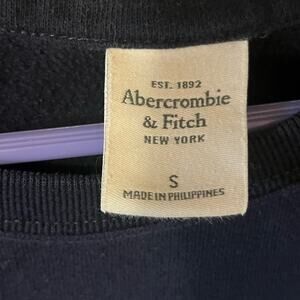 EST. 1892
Abercrombie
& Fitch
NEW YORK
S
MADE IN PHILIPPINES